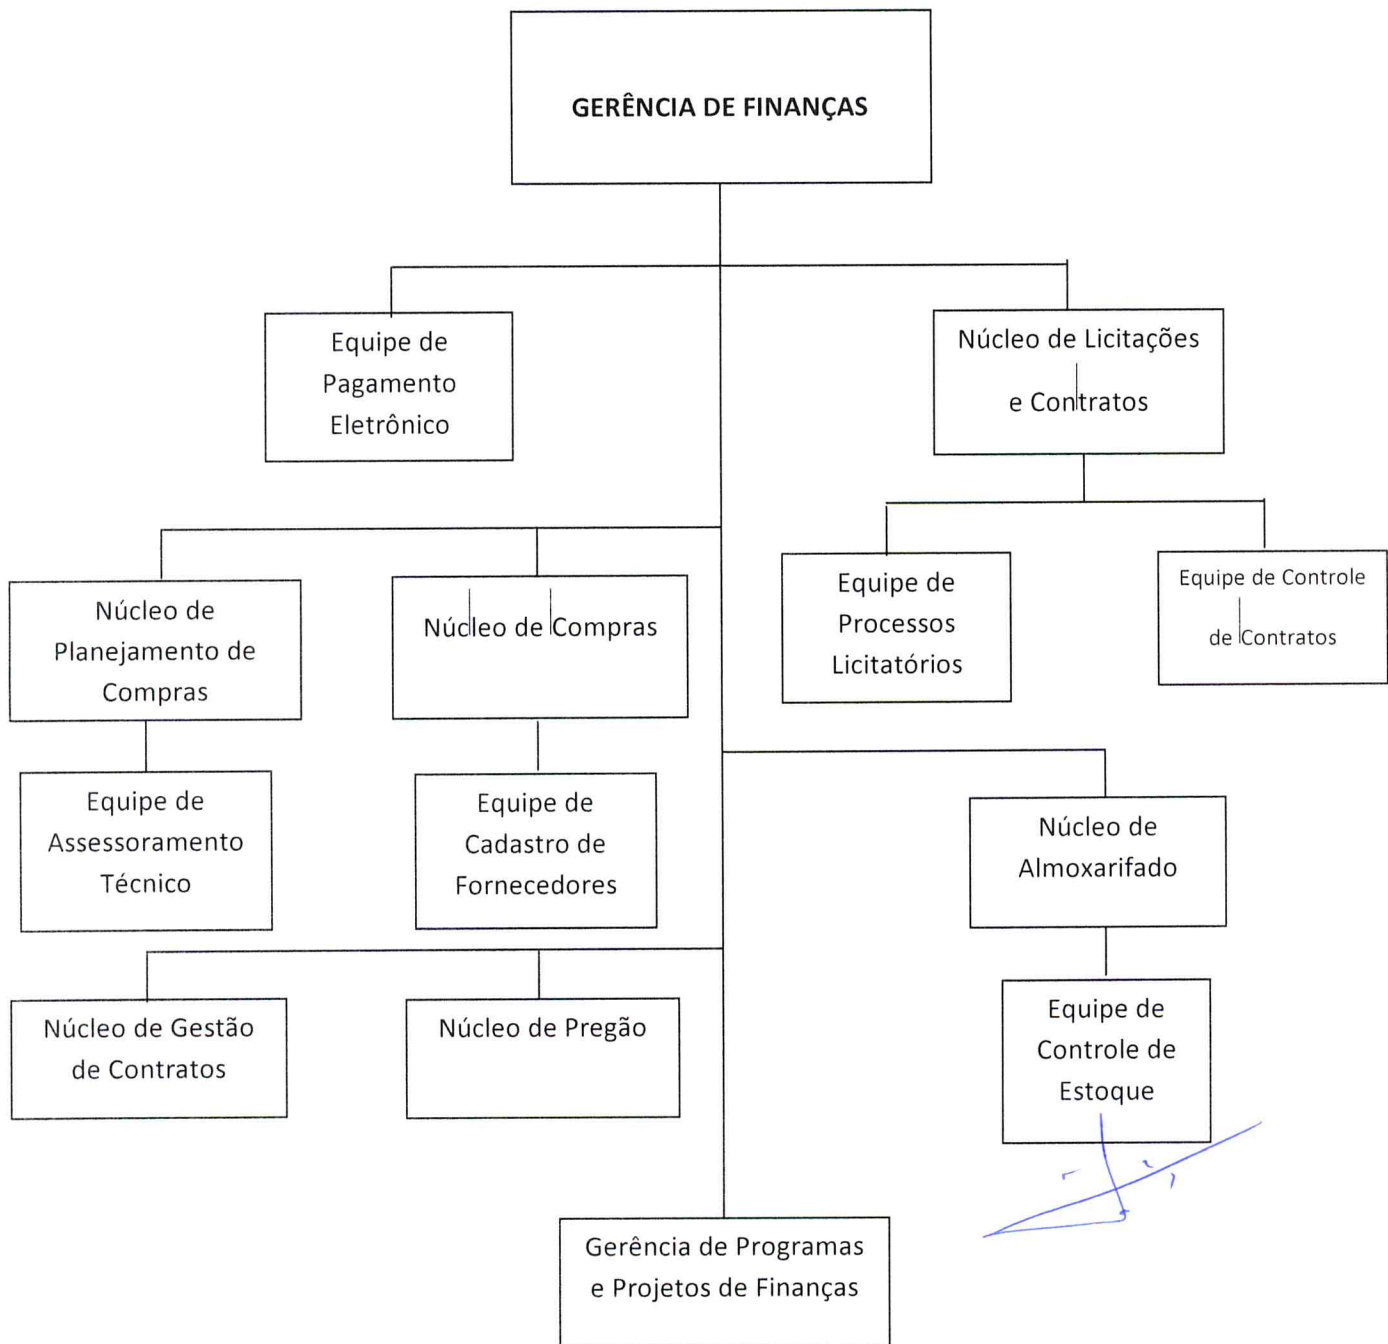 GERÊNCIA DE FINANÇAS
Equipe de
Pagamento
Eletrônico
Núcleo de Licitações
e Contratos
Equipe de
Processos
Licitatórios
Equipe de Controle
de Contratos
Núcleo de
Planejamento de
Compras
Núcleo de Compras
Equipe de
Assessoramento
Técnico
Equipe de
Cadastro de
Fornecedores
Núcleo de
Almoxarifado
Núcleo de Gestão
de Contratos
Núcleo de Pregão
Equipe de
Controle de
Estoque
Gerência de Programas
e Projetos de Finanças